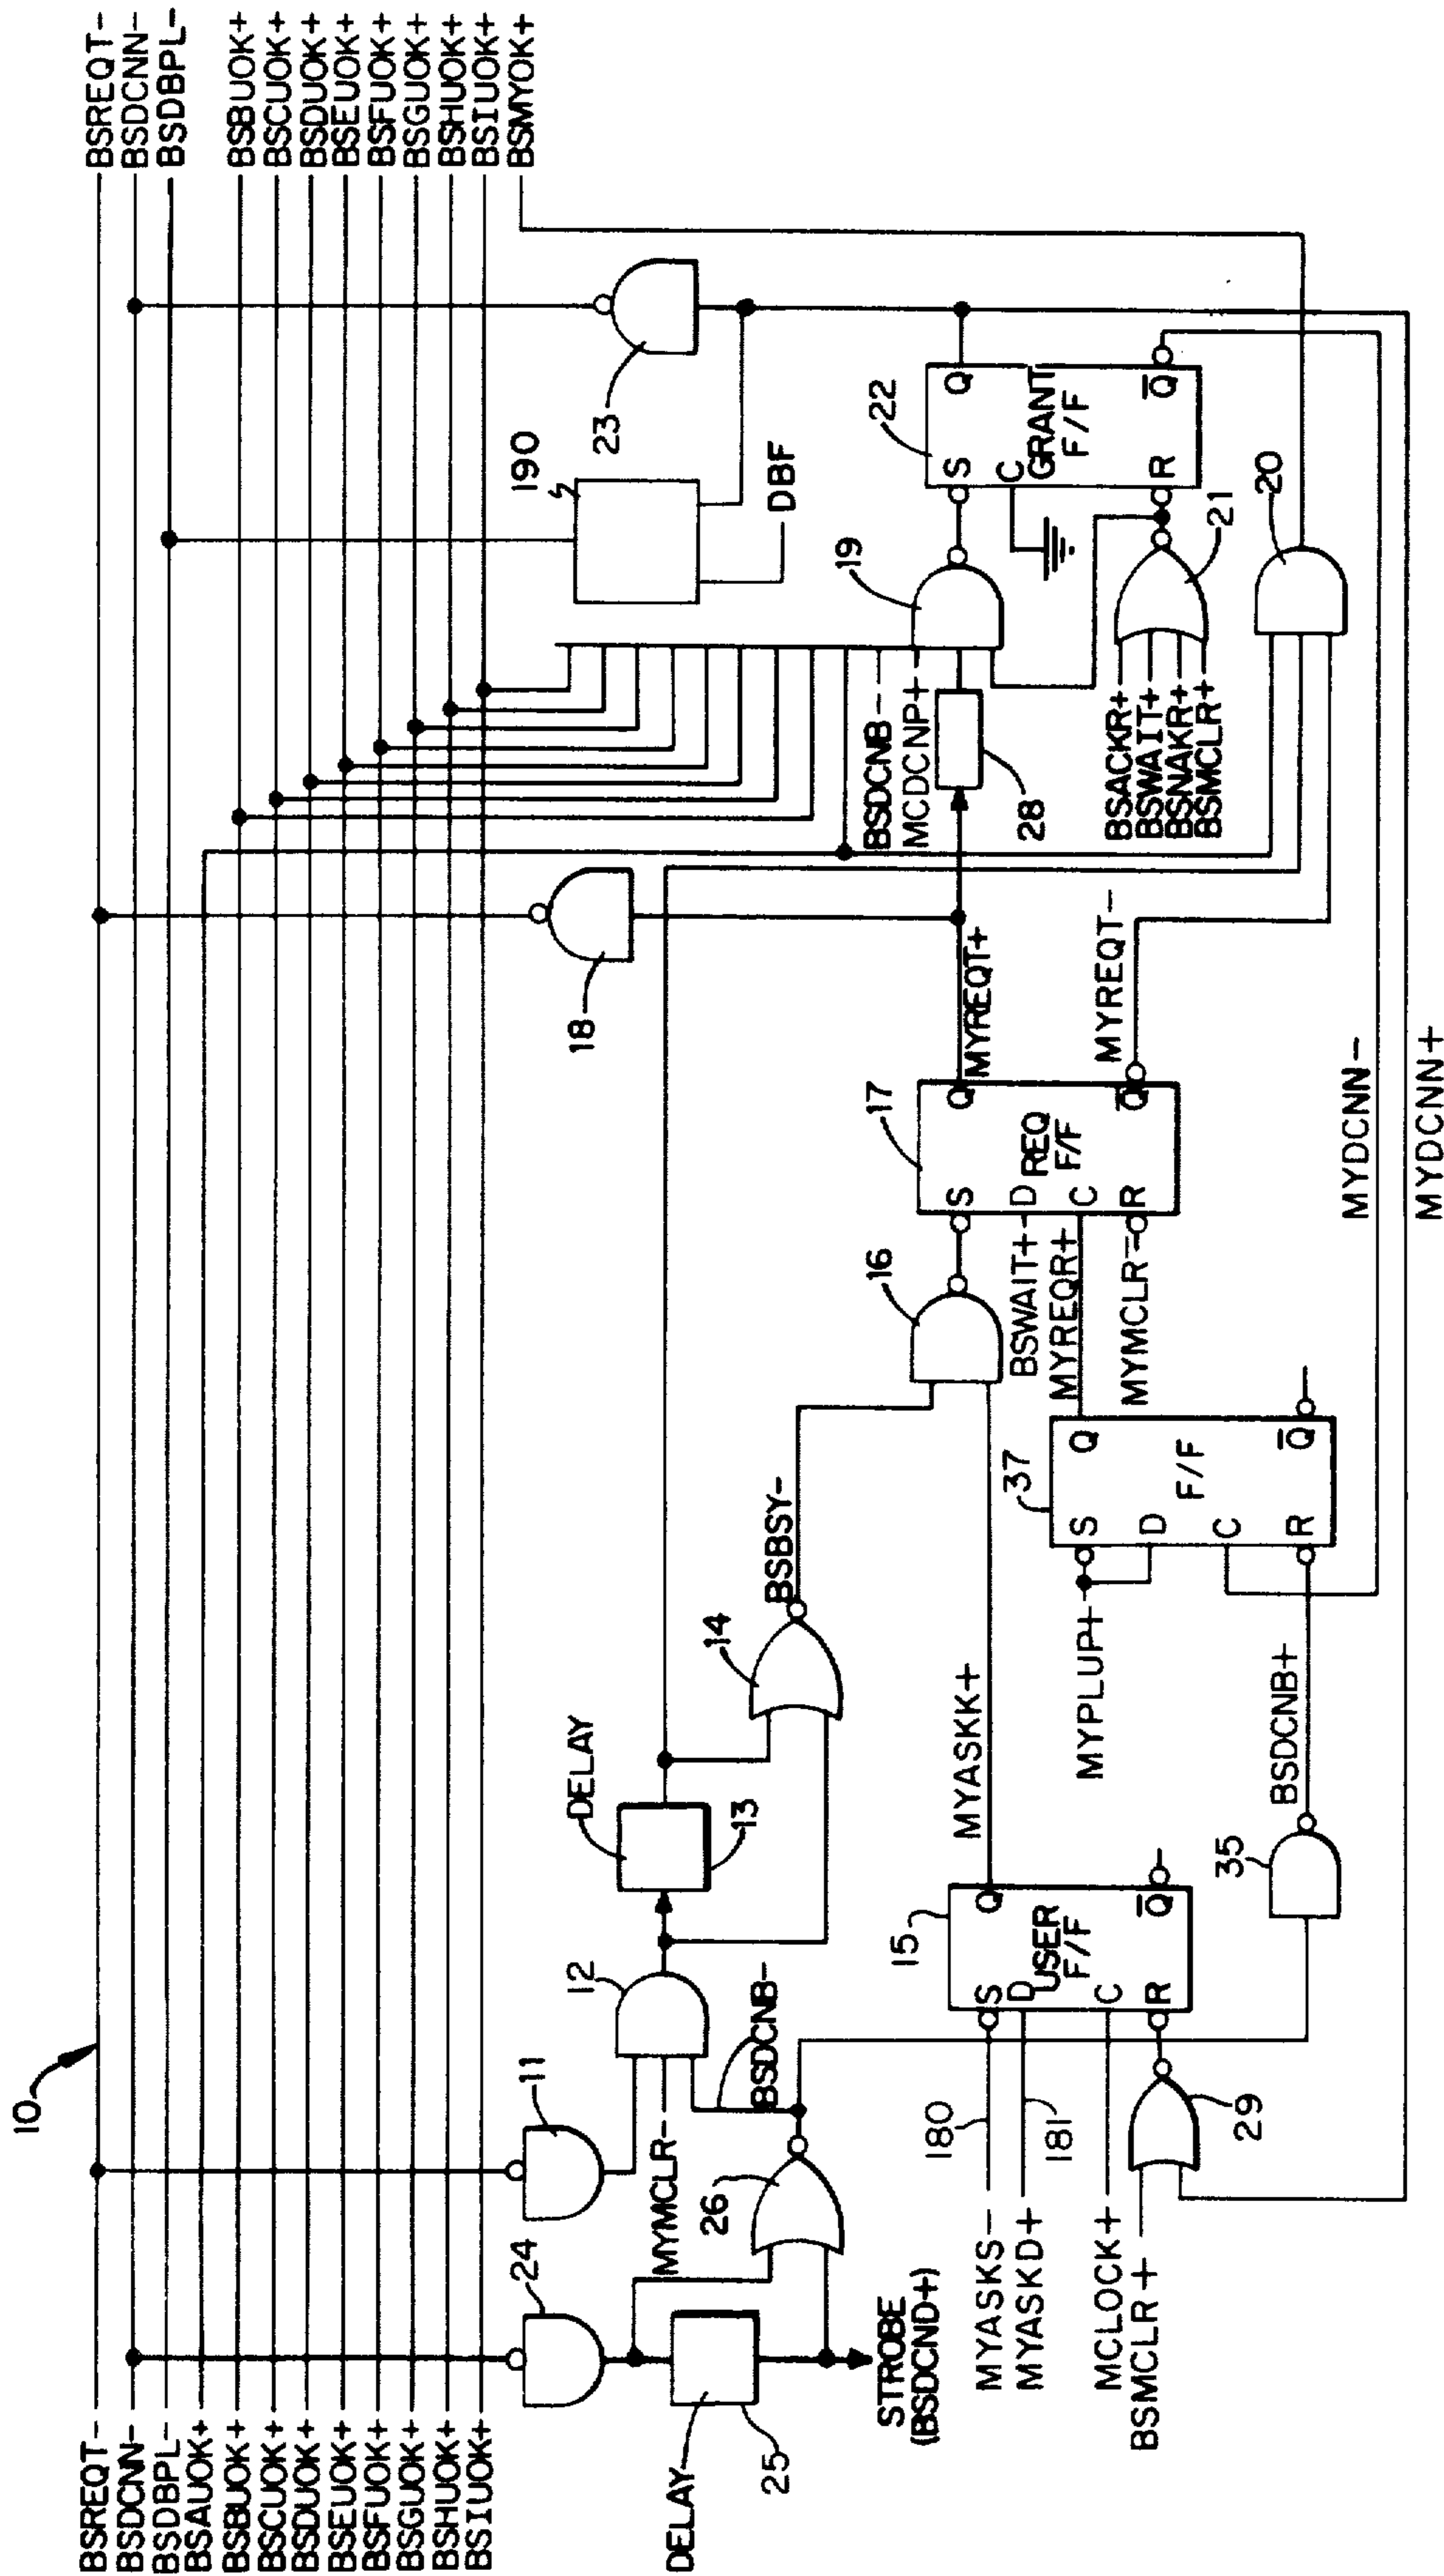 10
BSREQT-
BSDCNN-
BSDBPL-
BSAUOK+
BSBUOK+
BSCUOK+
BSDUOK+
BSEUOK+
BSFUOK+
BSGUOK+
BSHUOK+
BSIUOK+
BSREQT-
BSDCNN-
BSDBPL-
BSBUOK+
BSCUOK+
BSDUOK+
BSEUOK+
BSFUOK+
BSGUOK+
BSHUOK+
BSIUOK+
BSMYOK+
24
11
12
DELAY
25
STROBE
(BSDCND+)
26
MYMCLR-
BSDCNB-
DELAY
13
14
BSBSY-
18
190
DBF
23
MYASKS-
180
MYASKD+
181
MCLOCK+
BSMCLR+
29
15
S
D
USER
F/F
C
R
Q
Q
MYASKK+
35
BSDCNB+
MYPLUP+
37
S
D
C
R
F/F
Q
Q
16
BSWAIT+
MYREQR+
MYMCLR-
17
S
D
C
R
REQ
F/F
Q
Q
MYREQT+
MYREQT-
28
BSDCNB-
MCDCNP+
19
BSACKR+
BSWAIT+
BSNAKR+
BSMCLR+
21
22
S
C
R
GRANT
F/F
Q
Q
20
MYDCNN-
MYDCNN+